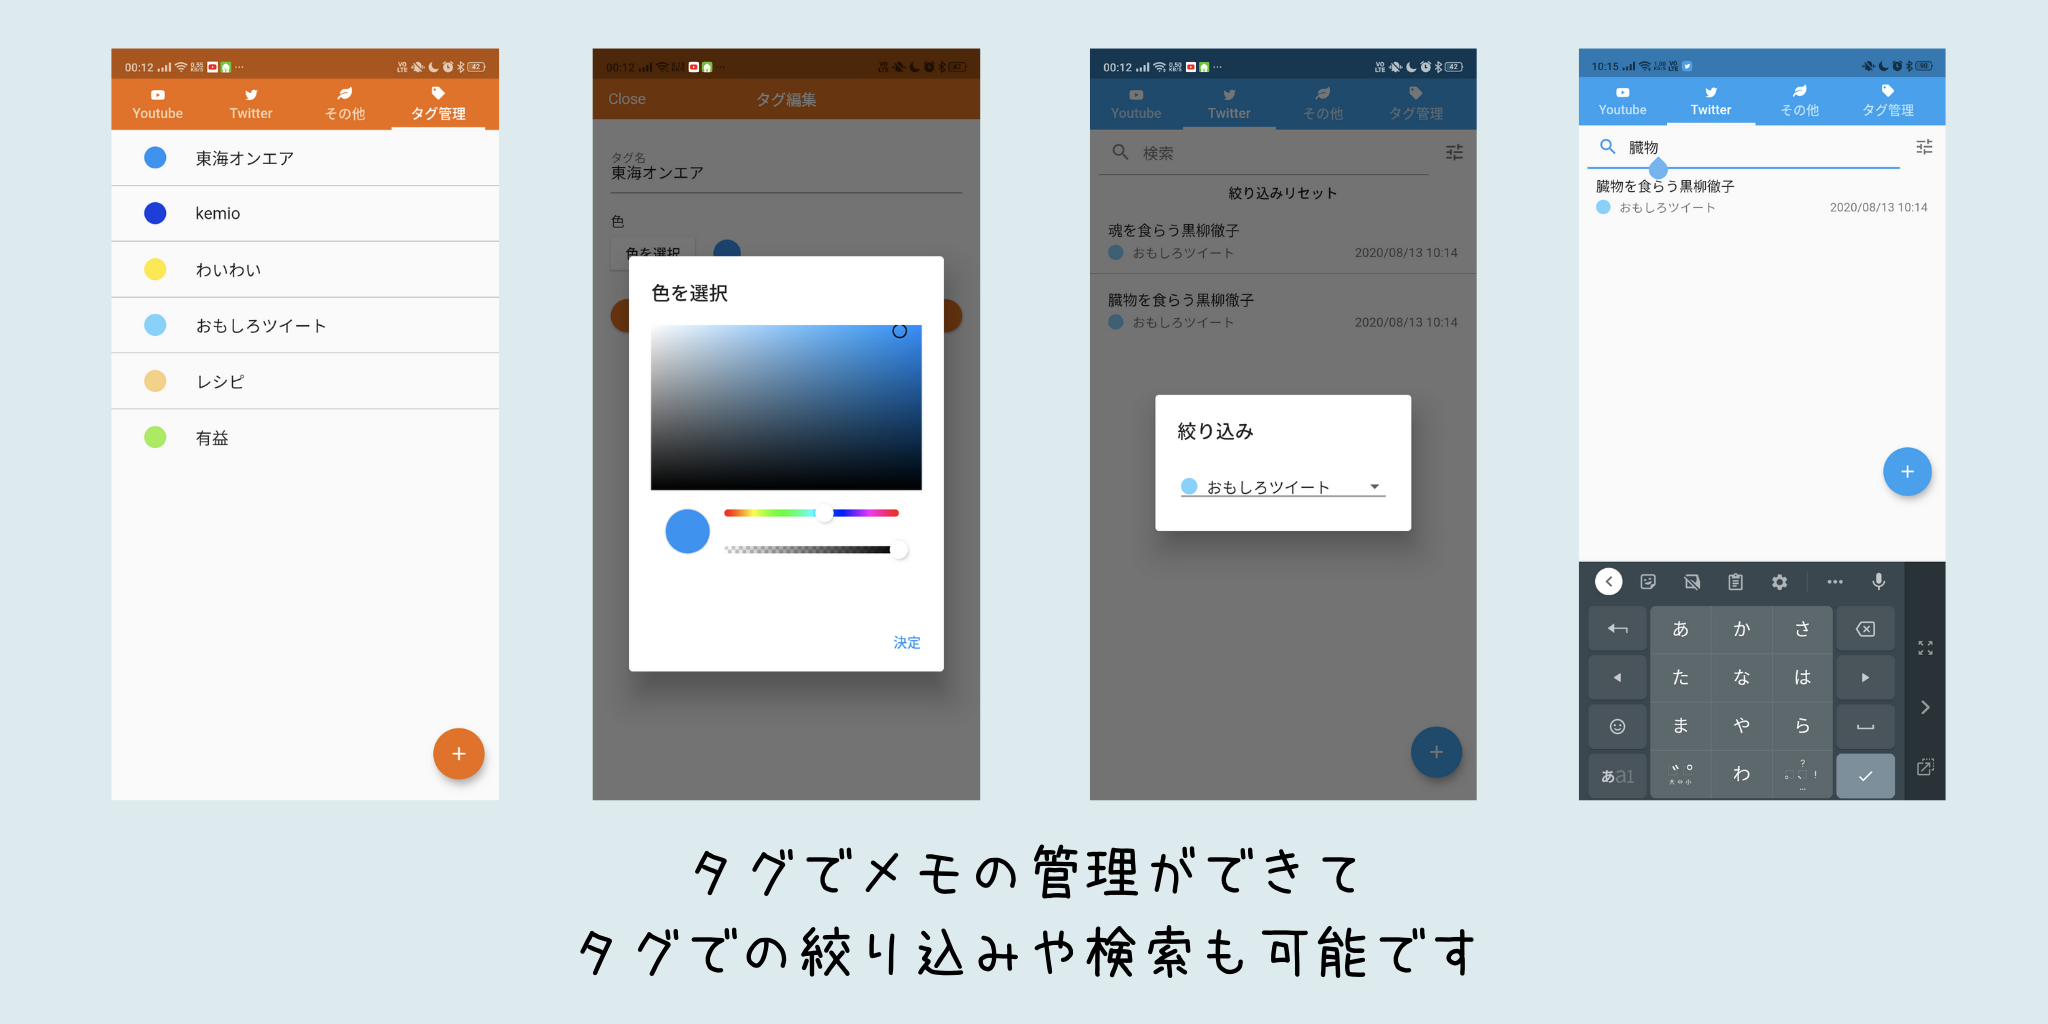 00:12
42
Youtube
Twitter
その他
タグ管理
東海オンエア
kemio
わいわい
おもしろツイート
レシピ
有益
00:12
42
Close
タグ編集
タグ名
東海オンエア
色
色を選択
色を選択
決定
00:12
VO LTE
42
Youtube
Twitter
その他
タグ管理
検索
絞り込みリセット
魂を食らう黒柳徹子
おもしろツイート
2020/08/13 10:14
臓物を食らう黒柳徹子
おもしろツイート
2020/08/13 10:14
絞り込み
おもしろツイート
10:15
90
Youtube
Twitter
その他
タグ管理
臓物
臓物を食らう黒柳徹子
おもしろツイート
2020/08/13 10:14
あ か さ
た な は
ま や ら
あa1 ゛゜ 大⇔小 わ 。、?!…
タグでメモの管理ができて
タグでの絞り込みや検索も可能です